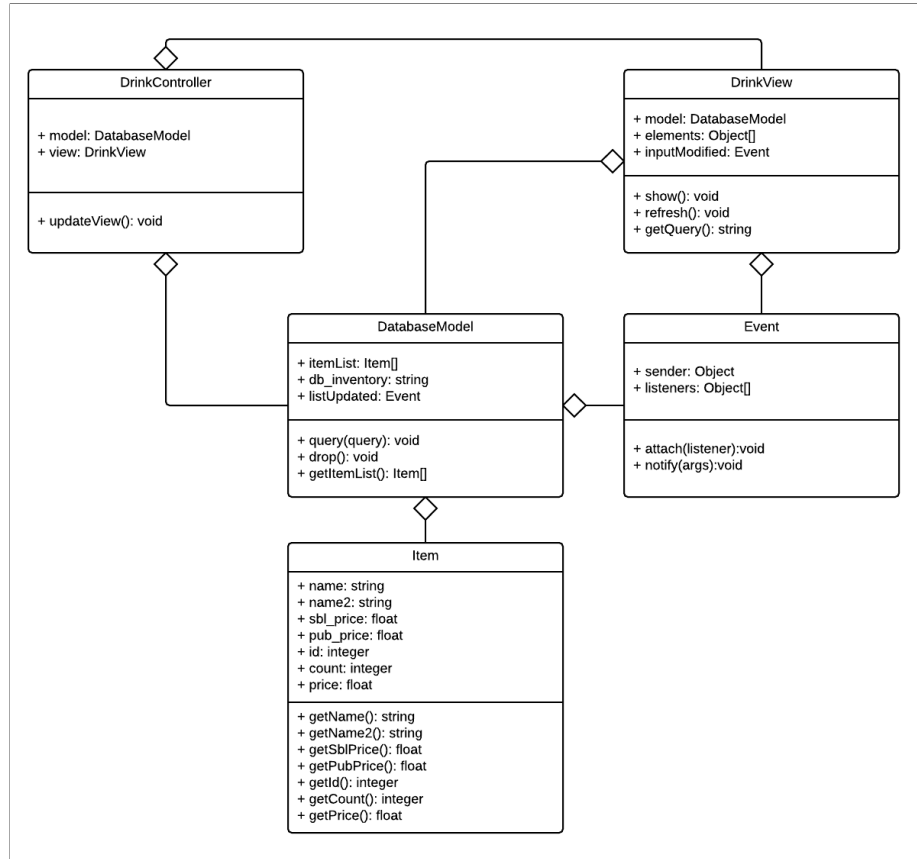 DrinkController
+ model: DatabaseModel
+ view: DrinkView
+ updateView(): void
DrinkView
+ model: DatabaseModel
+ elements: Object[]
+ inputModified: Event
+ show(): void
+ refresh(): void
+ getQuery(): string
DatabaseModel
+ itemList: Item[]
+ db_inventory: string
+ listUpdated: Event
+ query(query): void
+ drop(): void
+ getItemList(): Item[]
Event
+ sender: Object
+ listeners: Object[]
+ attach(listener):void
+ notify(args):void
Item
+ name: string
+ name2: string
+ sbl_price: float
+ pub_price: float
+ id: integer
+ count: integer
+ price: float
+ getName(): string
+ getName2(): string
+ getSblPrice(): float
+ getPubPrice(): float
+ getId(): integer
+ getCount(): integer
+ getPrice(): float